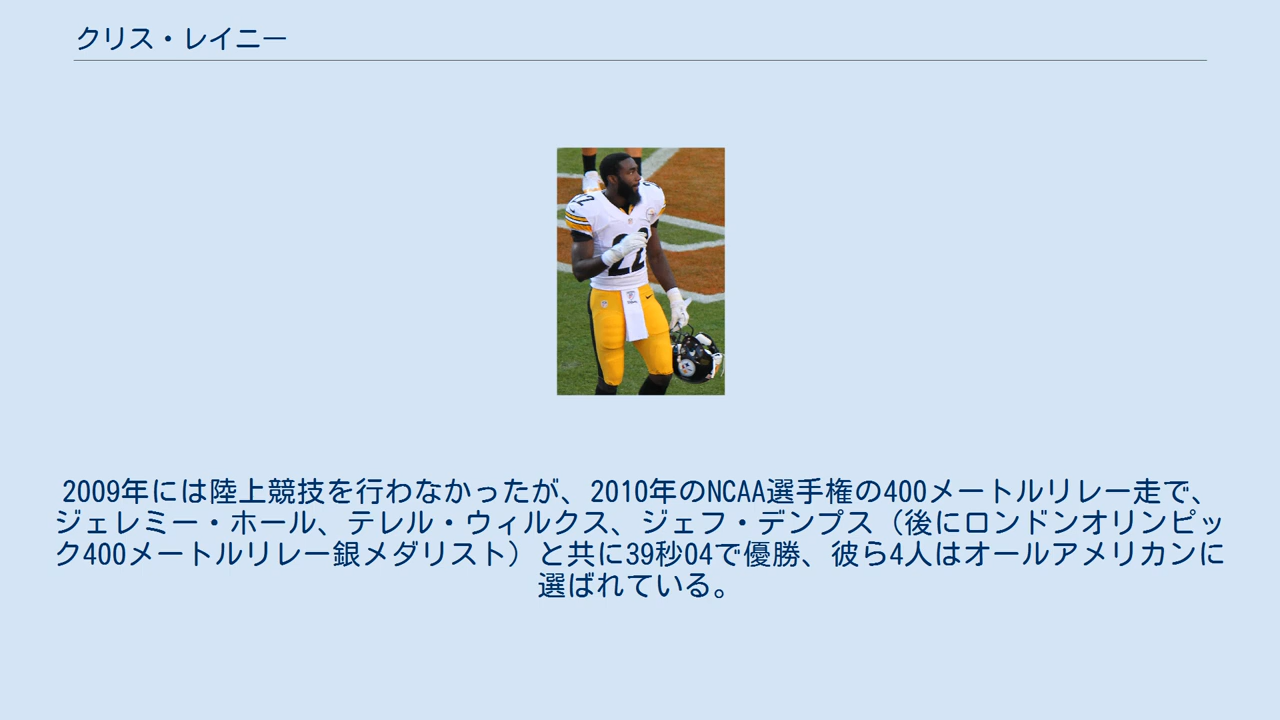 クリス・レイニー
22
22
2009年には陸上競技を行わなかったが、2010年のNCAA選手権の400メートルリレー走で、
ジェレミー・ホール、テレル・ウィルクス、ジェフ・デンプス（後にロンドンオリンピッ
ク400メートルリレー銀メダリスト）と共に39秒04で優勝、彼ら4人はオールアメリカンに
選ばれている。